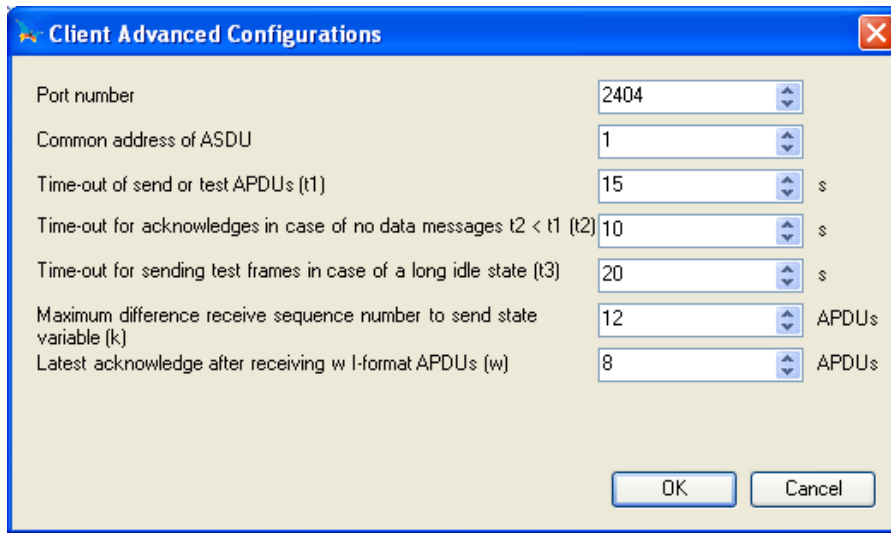 Client Advanced Configurations
Port number 2404
Common address of ASDU 1
Time-out of send or test APDUs (t1) 15 s
Time-out for acknowledges in case of no data messages t2 < t1 (t2) 10 s
Time-out for sending test frames in case of a long idle state (t3) 20 s
Maximum difference receive sequence number to send state
variable (k) 12 APDUs
Latest acknowledge after receiving w I-format APDUs (w) 8 APDUs
OK Cancel